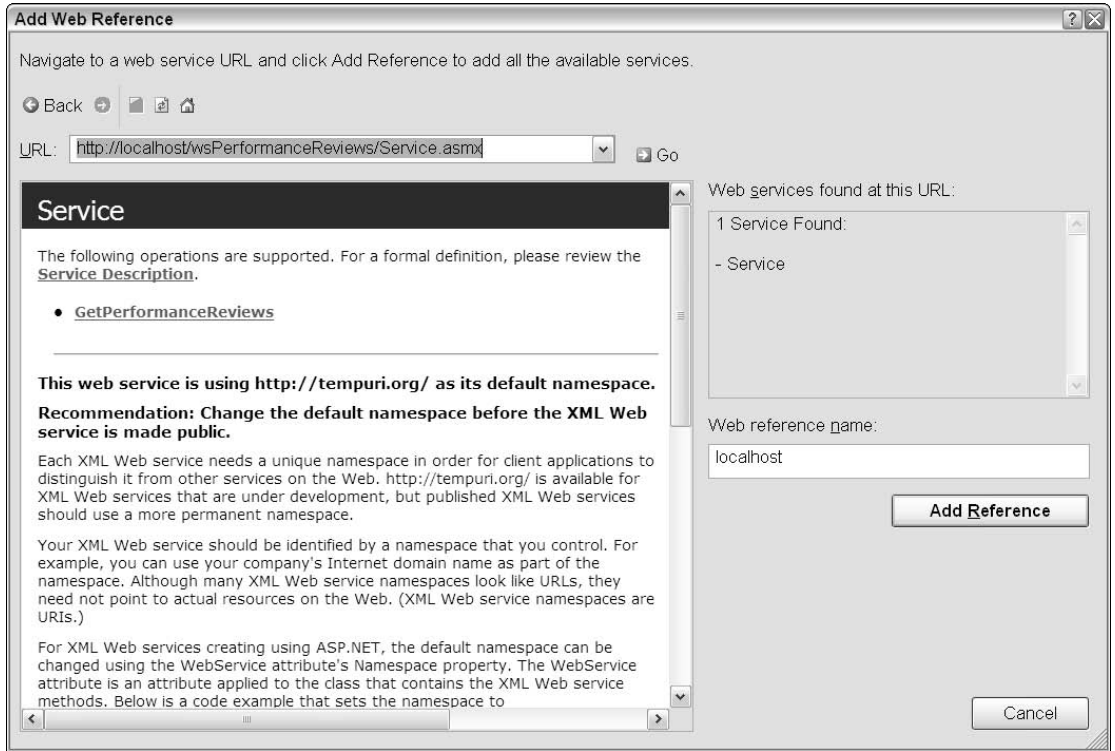 Add Web Reference
Navigate to a web service URL and click Add Reference to add all the available services.
Back
URL: http://localhost/wsPerformanceReviews/Service.asmx Go
Service
The following operations are supported. For a formal definition, please review the
Service Description.
• GetPerformanceReviews
This web service is using http://tempuri.org/ as its default namespace.
Recommendation: Change the default namespace before the XML Web
service is made public.
Each XML Web service needs a unique namespace in order for client applications to
distinguish it from other services on the Web. http://tempuri.org/ is available for
XML Web services that are under development, but published XML Web services
should use a more permanent namespace.
Your XML Web service should be identified by a namespace that you control. For
example, you can use your company's Internet domain name as part of the
namespace. Although many XML Web service namespaces look like URLs, they
need not point to actual resources on the Web. (XML Web service namespaces are
URIs.)
For XML Web services creating using ASP.NET, the default namespace can be
changed using the WebService attribute's Namespace property. The WebService
attribute is an attribute applied to the class that contains the XML Web service
methods. Below is a code example that sets the namespace to
Web services found at this URL:
1 Service Found:
- Service
Web reference name:
localhost
Add Reference
Cancel